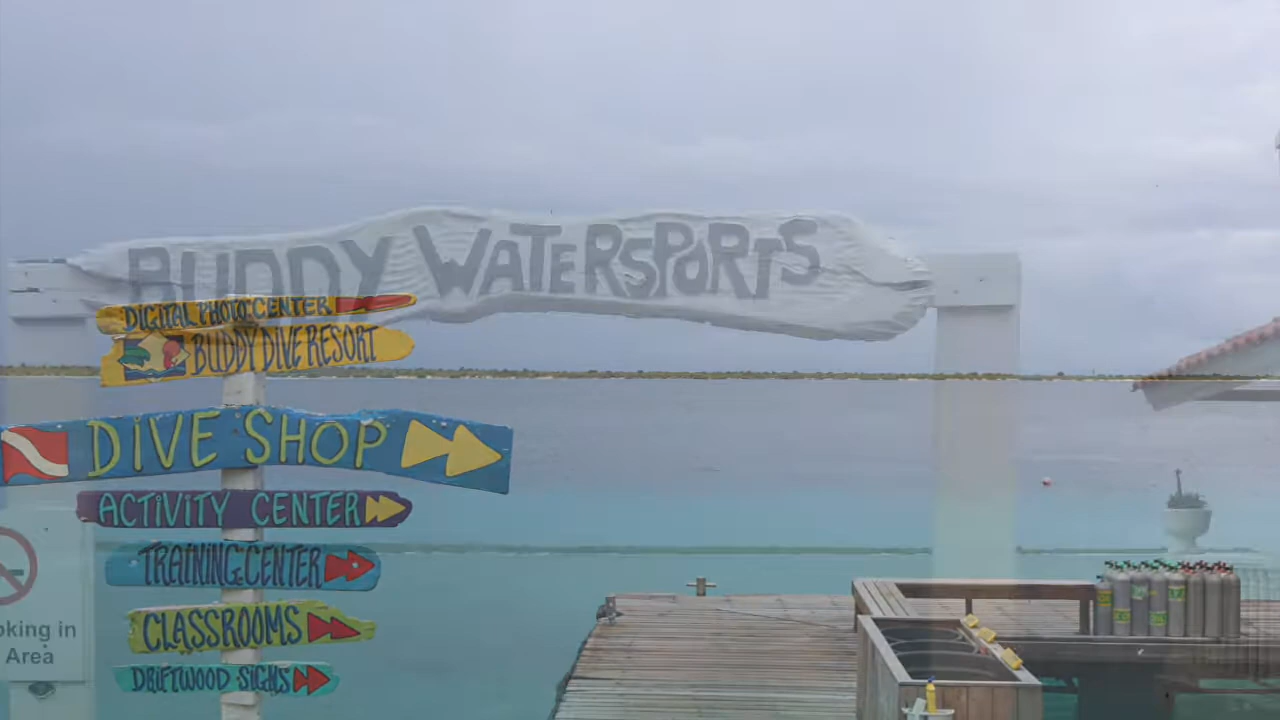 BUDDY WATERSPORTS
DIGITAL PHOTO CENTER
BUDDY DIVE RESORT
DIVE SHOP
ACTIVITY CENTER
TRAINING CENTER
CLASSROOMS
DRIFTWOOD SIGNS
oking in
Area